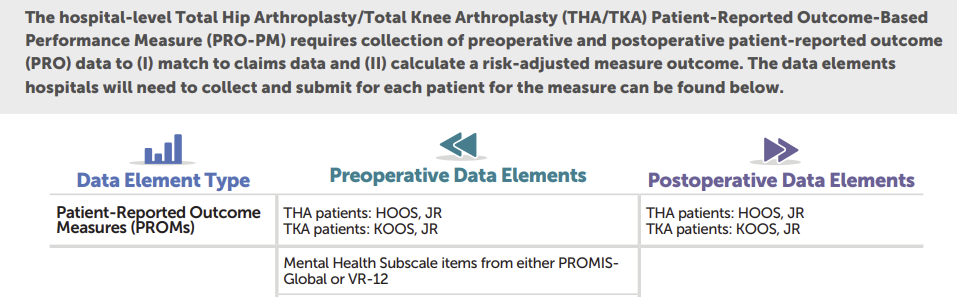 The hospital-level Total Hip Arthroplasty/Total Knee Arthroplasty (THA/TKA) Patient-Reported Outcome-Based
Performance Measure (PRO-PM) requires collection of preoperative and postoperative patient-reported outcome
(PRO) data to (I) match to claims data and (II) calculate a risk-adjusted measure outcome. The data elements
hospitals will need to collect and submit for each patient for the measure can be found below.
Data Element Type
Preoperative Data Elements
Postoperative Data Elements
Patient-Reported Outcome
Measures (PROMs)
THA patients: HOOS, JR
TKA patients: KOOS, JR
THA patients: HOOS, JR
TKA patients: KOOS, JR
Mental Health Subscale items from either PROMIS-
Global or VR-12